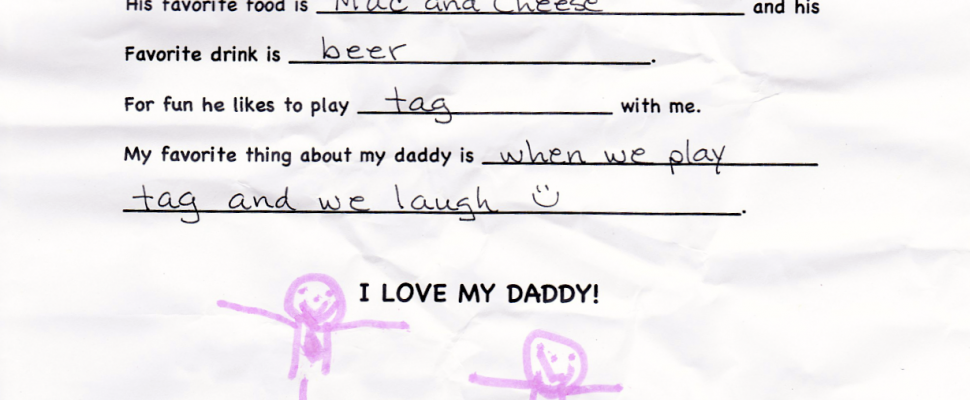 His favorite food is Mac and Cheese and his
Favorite drink is beer.
For fun he likes to play tag with me.
My favorite thing about my daddy is when we play
tag and we laugh :)
I LOVE MY DADDY!